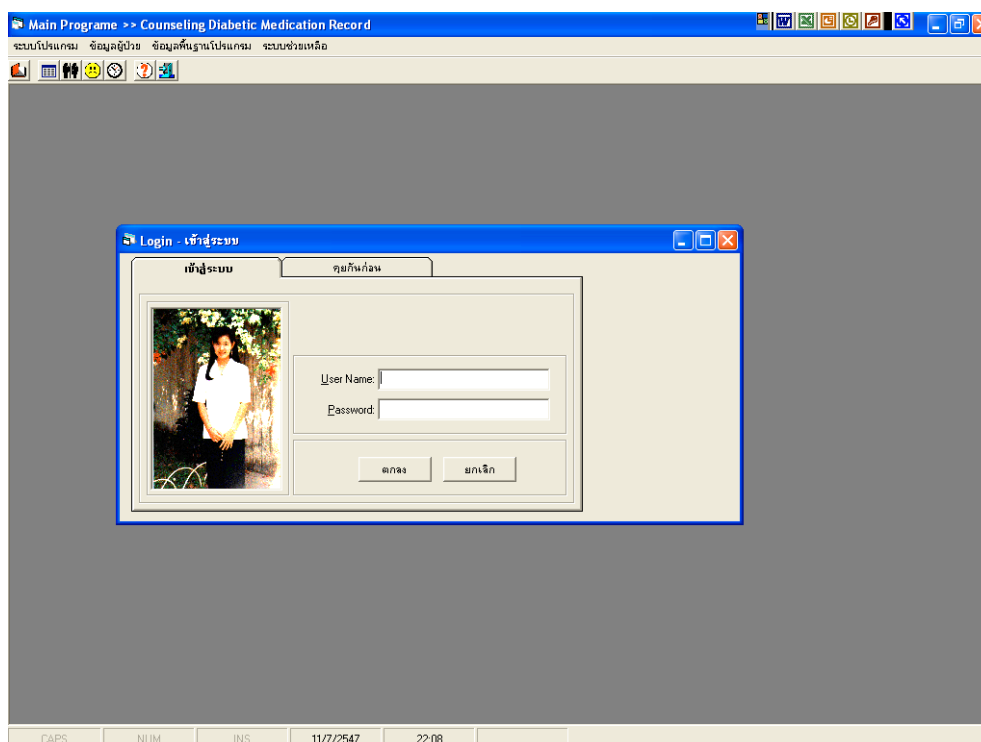 Main Programe >> Counseling Diabetic Medication Record
ระบบโปรแกรม ข้อมูลผู้ป่วย ข้อมูลพื้นฐานโปรแกรม ระบบช่วยเหลือ
Login - เข้าสู่ระบบ
เข้าสู่ระบบ คุยกันก่อน
User Name:
Password:
ตกลง ยกเลิก
CAPS NUM INS 11/7/2547 22:08